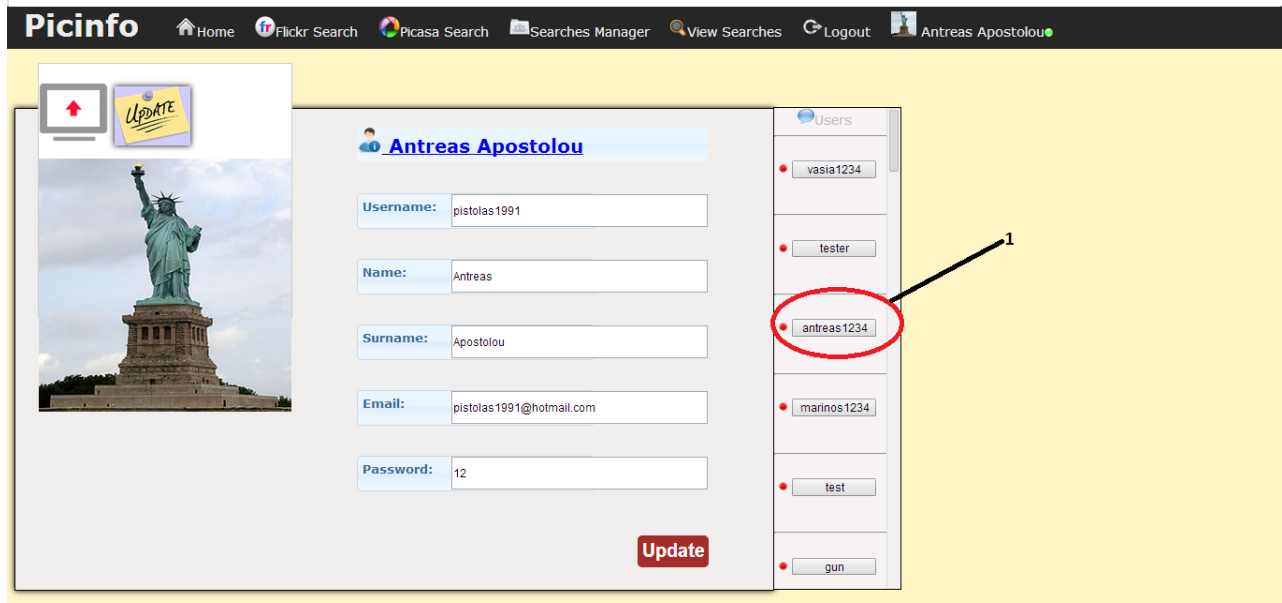 Picinfo Home Flickr Search Picasa Search Searches Manager View Searches Logout Antreas Apostolou
UPDATE
Antreas Apostolou
Username: pistolas1991
Name: Antreas
Surname: Apostolou
Email: pistolas1991@hotmail.com
Password: 12
Update
Users
vasia1234
tester
antreas1234
marinos1234
test
gun
1